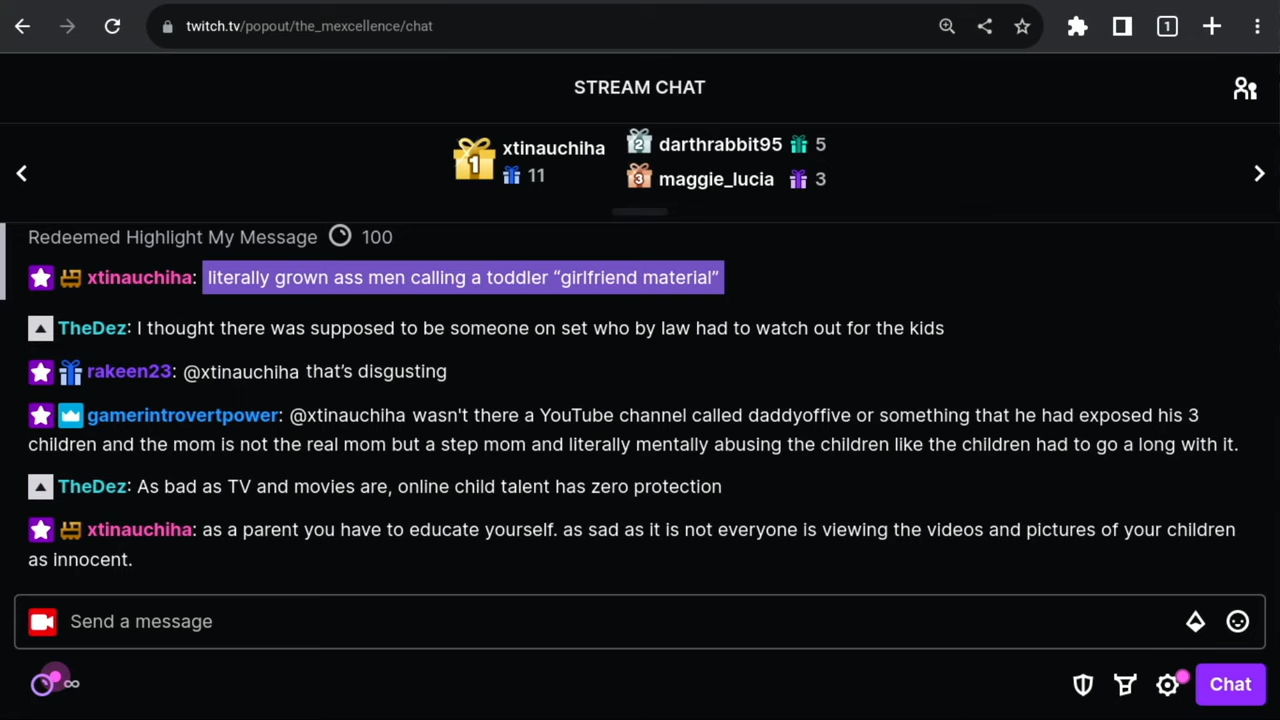 twitch.tv/popout/the_mexcellence/chat
1
STREAM CHAT
1 xtinauchiha
11
2 darthrabbit95 5
3 maggie_lucia 3
Redeemed Highlight My Message 100
xtinauchiha: literally grown ass men calling a toddler “girlfriend material”
TheDez: I thought there was supposed to be someone on set who by law had to watch out for the kids
rakeen23: @xtinauchiha that’s disgusting
gamerintrovertpower: @xtinauchiha wasn't there a YouTube channel called daddyoffive or something that he had exposed his 3
children and the mom is not the real mom but a step mom and literally mentally abusing the children like the children had to go a long with it.
TheDez: As bad as TV and movies are, online child talent has zero protection
xtinauchiha: as a parent you have to educate yourself. as sad as it is not everyone is viewing the videos and pictures of your children
as innocent.
Send a message
∞
Chat